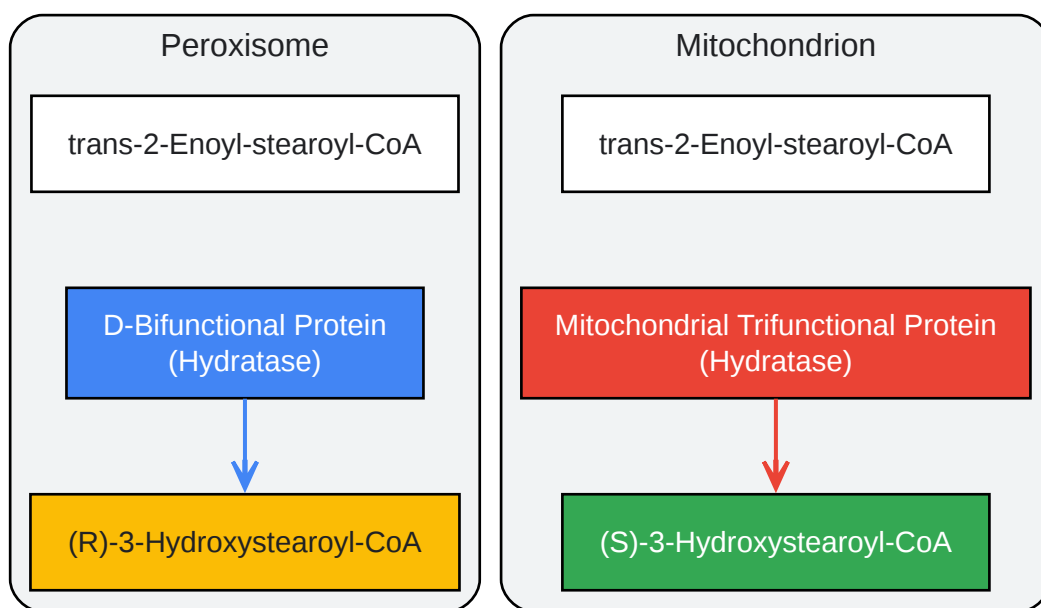 Peroxisome
trans-2-Enoyl-stearoyl-CoA
D-Bifunctional Protein
(Hydratase)
(R)-3-Hydroxystearoyl-CoA
Mitochondrion
trans-2-Enoyl-stearoyl-CoA
Mitochondrial Trifunctional Protein
(Hydratase)
(S)-3-Hydroxystearoyl-CoA